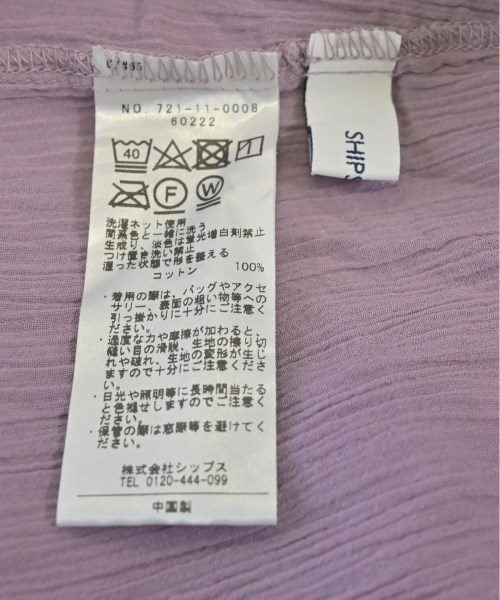 NO. 721-11-0008
60222
40
F
W
洗濯ネット使用
同系色と一緒に洗う
生成り、淡色は蛍光増白剤禁止
つけ置き洗い禁止
湿った状態で形を整える
コットン 100%
・着用の際は、バッグやアクセ
サリー、表面の粗い物等への
引っ掛かりに十分にご注意く
ださい。
・過度な力や摩擦が加わると、
縫い目の滑脱、生地の擦り切
れや破れ、生地の変形が生じ
ますので十分にご注意くださ
い。
・日光や照明等に長時間当たる
と色褪せしますのでご注意く
ださい。
・保管の際は窓際等を避けてく
ださい。
株式会社シップス
TEL 0120-444-099
中国製
SHIPS